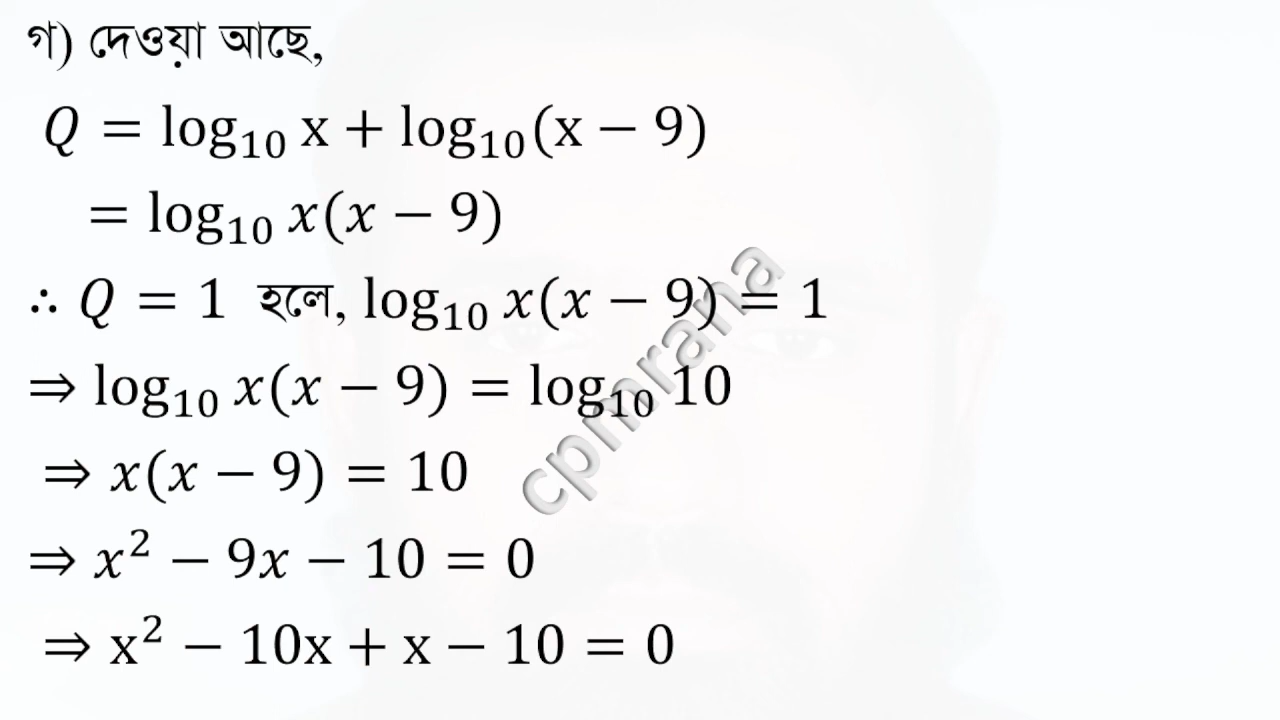 গ) দেওয়া আছে,
Q = log₁₀ x + log₁₀(x − 9)
= log₁₀ x(x − 9)
∴ Q = 1 হলে, log₁₀ x(x − 9) = 1
⇒ log₁₀ x(x − 9) = log₁₀ 10
⇒ x(x − 9) = 10
⇒ x² − 9x − 10 = 0
⇒ x² − 10x + x − 10 = 0
cpmrana